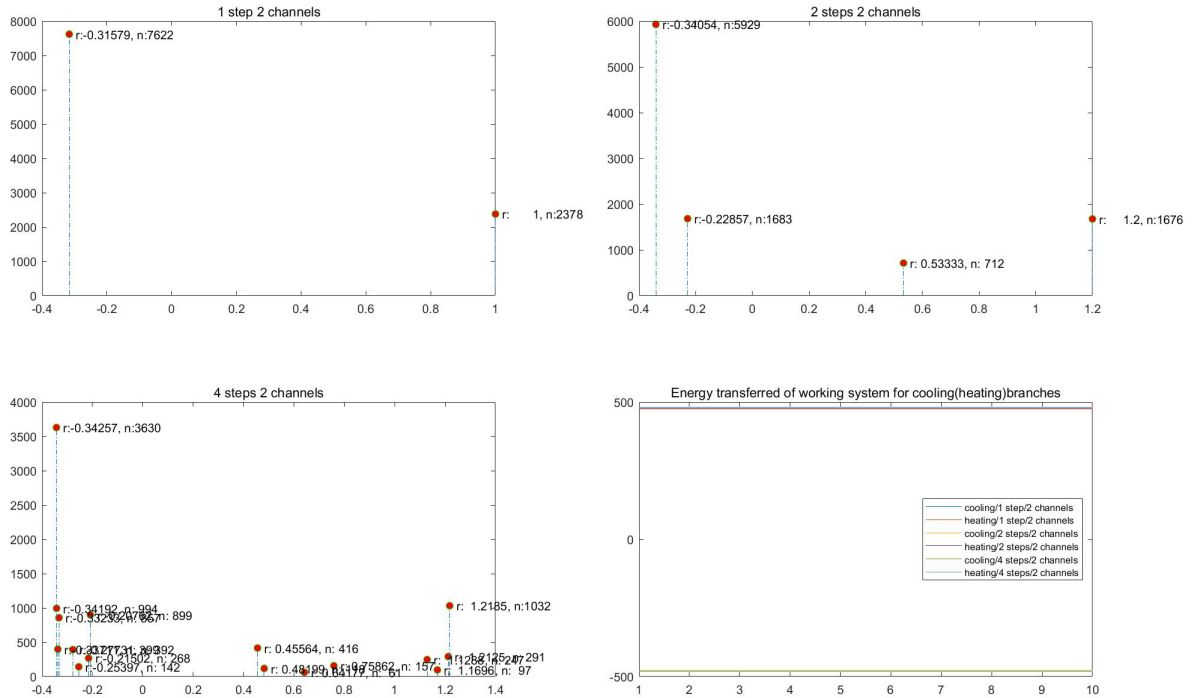 1 step 2 channels
8000
7000
6000
5000
4000
3000
2000
1000
0
-0.4 -0.2 0 0.2 0.4 0.6 0.8 1
r:-0.31579, n:7622
r: 1, n:2378
2 steps 2 channels
6000
5000
4000
3000
2000
1000
0
-0.4 -0.2 0 0.2 0.4 0.6 0.8 1 1.2
r:-0.34054, n:5929
r:-0.22857, n:1683
r: 0.53333, n: 712
r: 1.2, n:1676
4 steps 2 channels
4000
3500
3000
2500
2000
1500
1000
500
0
-0.4 -0.2 0 0.2 0.4 0.6 0.8 1 1.2 1.4
r:-0.34257, n:3630
r:-0.34192, n: 994
n: 899
n: 857
n: 392
r:-0.21502, n: 268
r:-0.25397, n: 142
r: 0.45564, n: 416
r: 0.75862, n: 157
n: 61
r: 1.2185, n:1032
n: 291
n: 247
r: 1.1696, n: 97
Energy transferred of working system for cooling(heating)branches
500
0
-500
1 2 3 4 5 6 7 8 9 10
cooling/1 step/2 channels
heating/1 step/2 channels
cooling/2 steps/2 channels
heating/2 steps/2 channels
cooling/4 steps/2 channels
heating/4 steps/2 channels